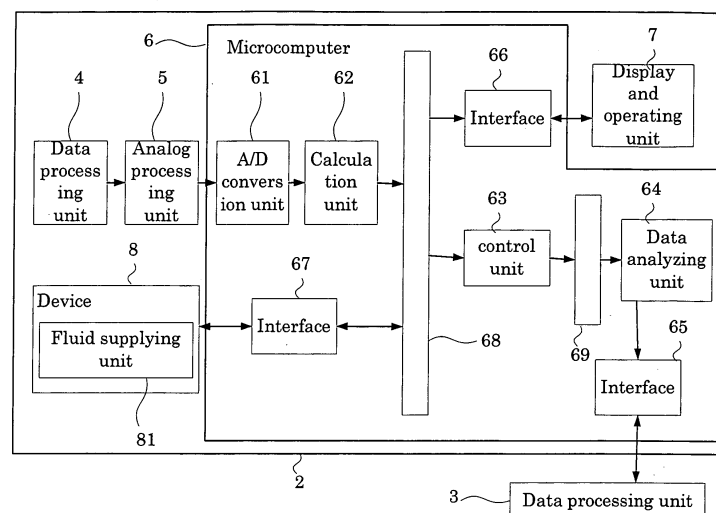 6
Microcomputer
7
4
5
61
62
66
Display
and
operating
unit
Interface
Data
process
ing
unit
Analog
process
ing
unit
A/D
convers
ion unit
Calcula
tion
unit
63
64
control
unit
Data
analyzing
unit
8
67
Device
Interface
Fluid supplying
unit
68
69
65
Interface
81
2
3
Data processing unit